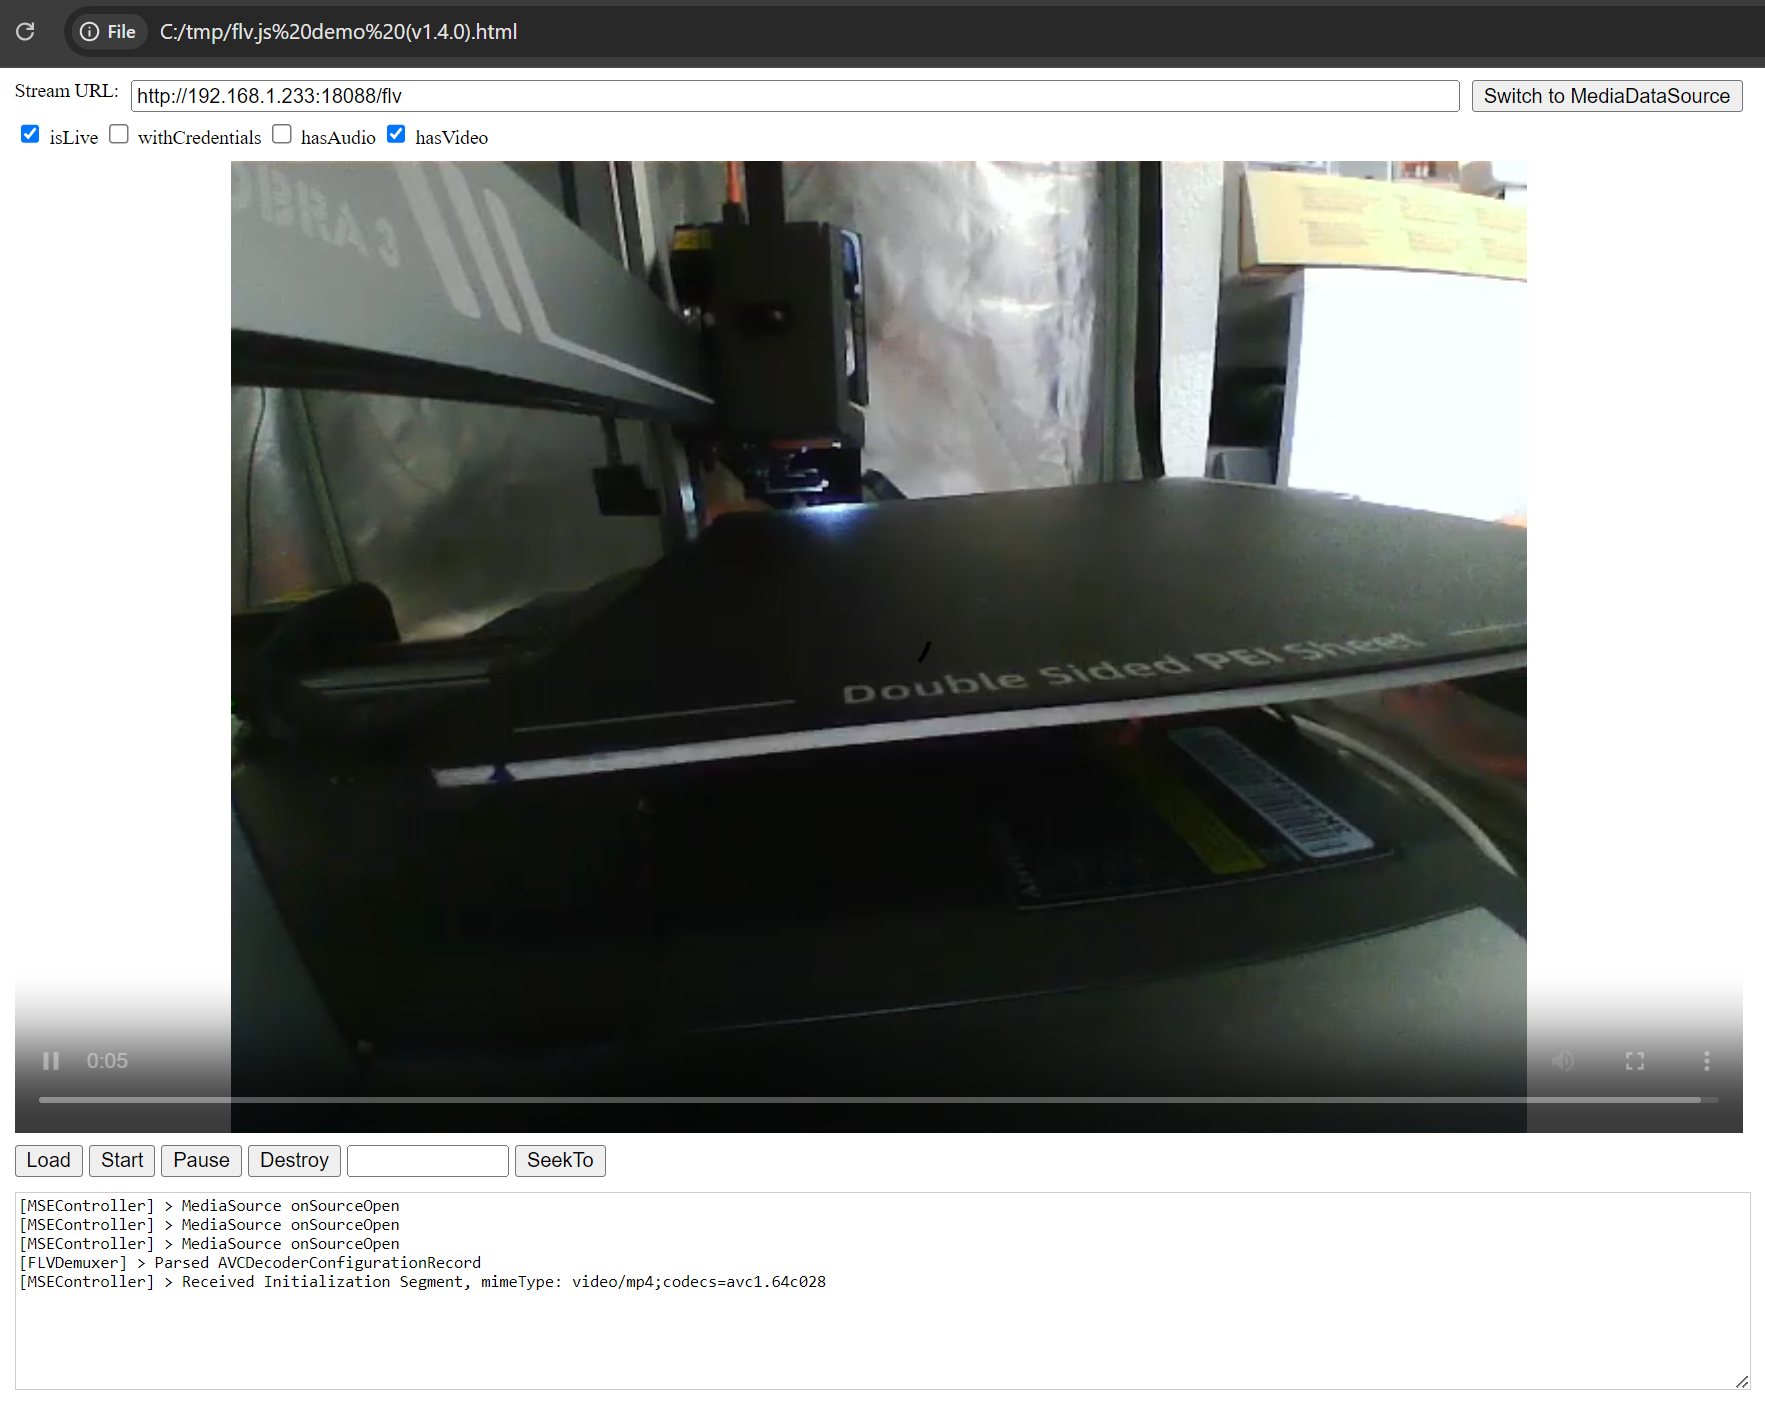 File C:/tmp/flv.js%20demo%20(v1.4.0).html
Stream URL: http://192.168.1.233:18088/flv Switch to MediaDataSource
isLive withCredentials hasAudio hasVideo
Double Sided PEI Sheet
0:05
Load Start Pause Destroy SeekTo
[MSEController] > MediaSource onSourceOpen
[MSEController] > MediaSource onSourceOpen
[MSEController] > MediaSource onSourceOpen
[FLVDemuxer] > Parsed AVCDecoderConfigurationRecord
[MSEController] > Received Initialization Segment, mimeType: video/mp4;codecs=avc1.64c028